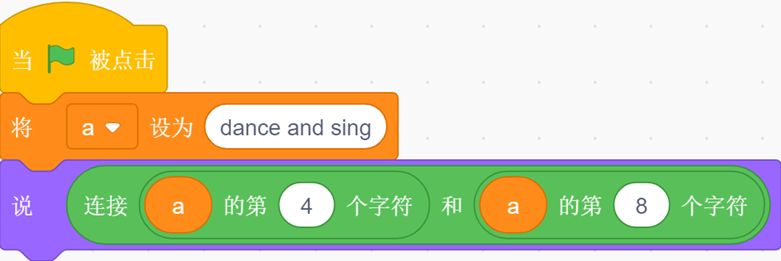 当 被点击
将 a 设为 dance and sing
说 连接 a 的第 4 个字符 和 a 的第 8 个字符